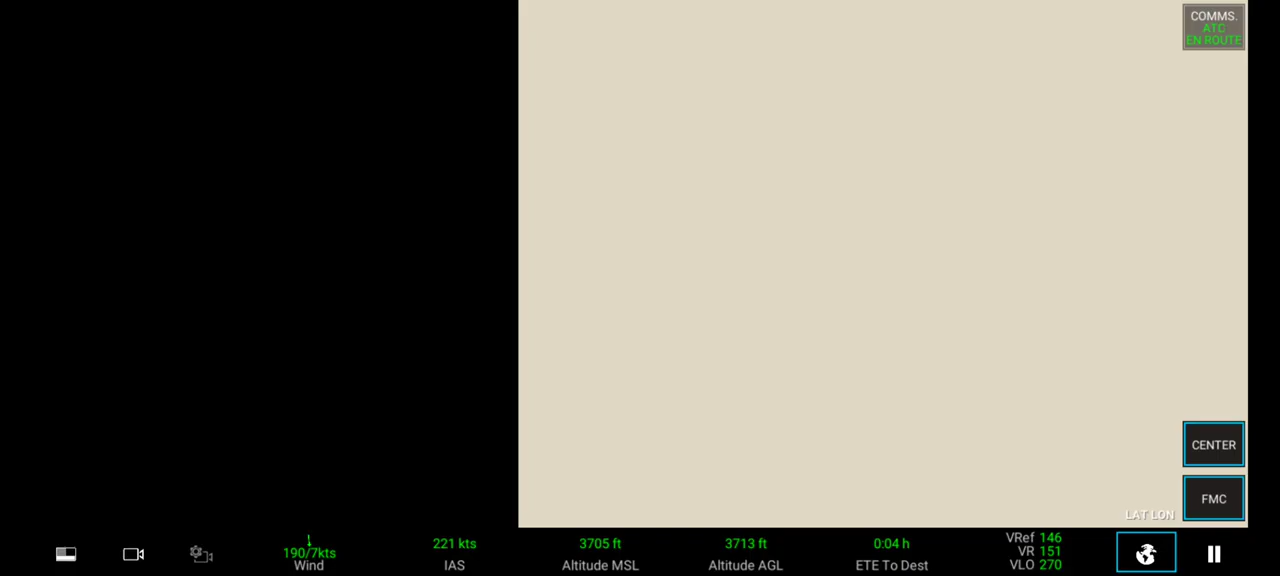 COMMS.
ATC
EN ROUTE
CENTER
FMC
LAT LON
190/7kts
Wind
221 kts
IAS
3705 ft
Altitude MSL
3713 ft
Altitude AGL
0:04 h
ETE To Dest
VRef 146
VR 151
VLO 270